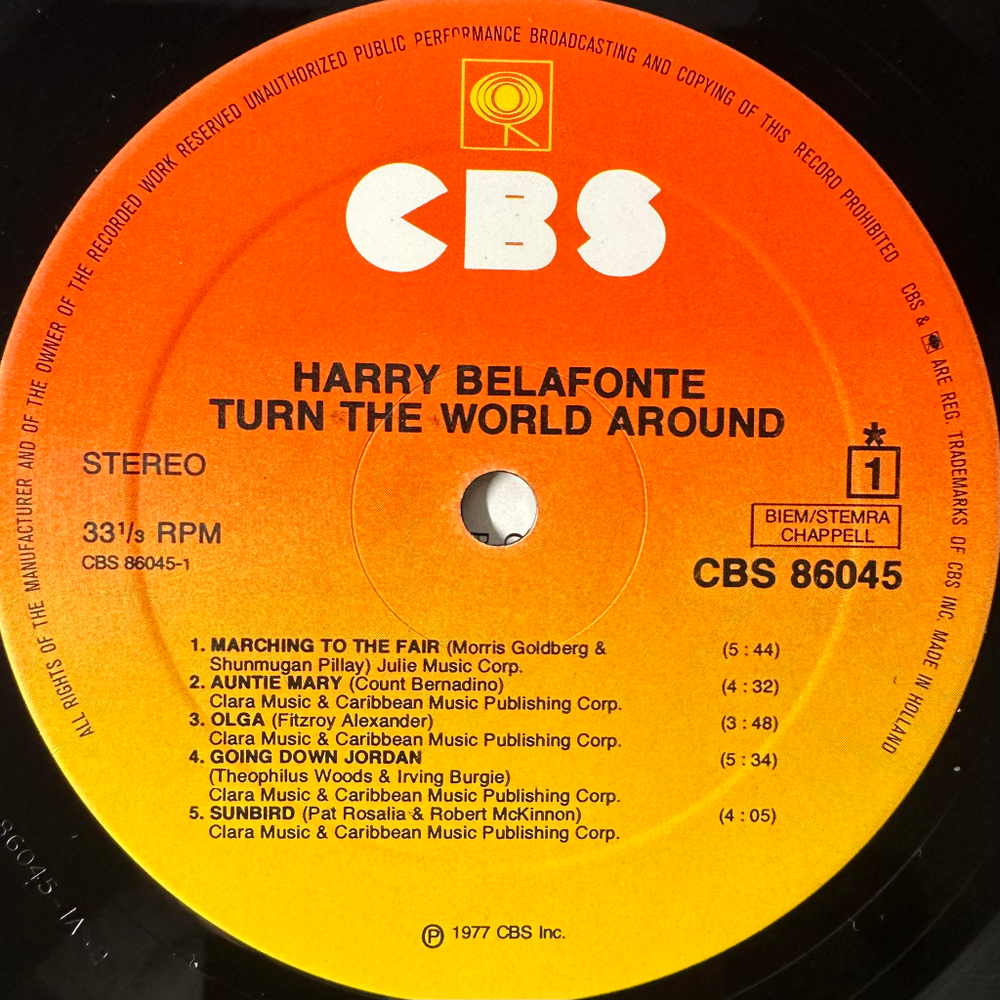 ALL RIGHTS OF THE MANUFACTURER AND OF THE OWNER OF THE RECORDED WORK RESERVED UNAUTHORIZED PUBLIC PERFORMANCE BROADCASTING AND COPYING OF THIS RECORD PROHIBITED CBS & ARE REG. TRADEMARKS OF CBS INC. MADE IN HOLLAND
CBS
HARRY BELAFONTE
TURN THE WORLD AROUND
STEREO
*
1
33 1/3 RPM
BIEM/STEMRA
CHAPPELL
CBS 86045-1
CBS 86045
1. MARCHING TO THE FAIR (Morris Goldberg & (5 : 44)
Shunmugan Pillay) Julie Music Corp.
2. AUNTIE MARY (Count Bernadino) (4 : 32)
Clara Music & Caribbean Music Publishing Corp.
3. OLGA (Fitzroy Alexander) (3 : 48)
Clara Music & Caribbean Music Publishing Corp.
4. GOING DOWN JORDAN (5 : 34)
(Theophilus Woods & Irving Burgie)
Clara Music & Caribbean Music Publishing Corp.
5. SUNBIRD (Pat Rosalia & Robert McKinnon) (4 : 05)
Clara Music & Caribbean Music Publishing Corp.
86045-1A
℗ 1977 CBS Inc.